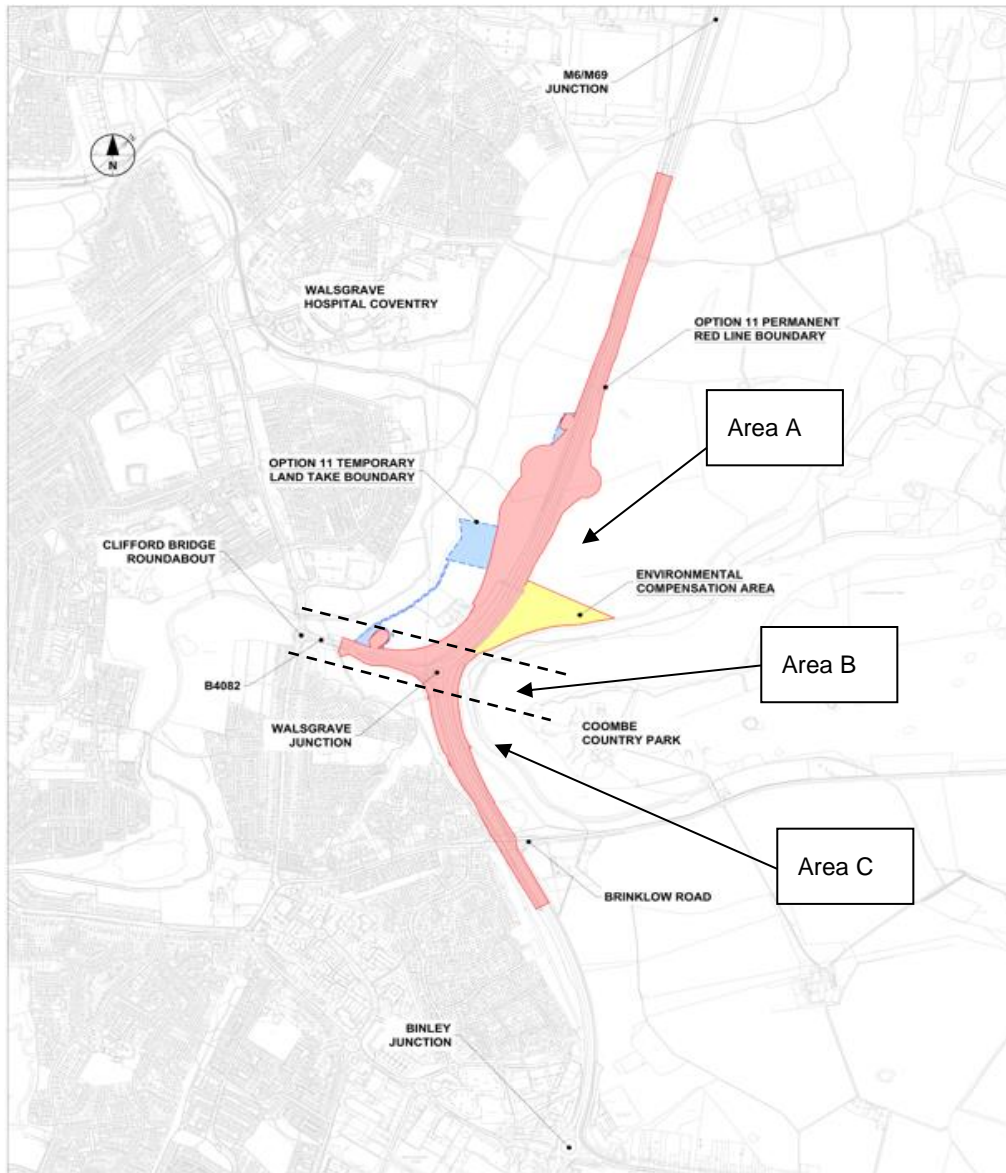 M6/M69
JUNCTION
N
WALSGRAVE
HOSPITAL COVENTRY
OPTION 11 PERMANENT
RED LINE BOUNDARY
Area A
OPTION 11 TEMPORARY
LAND TAKE BOUNDARY
CLIFFORD BRIDGE
ROUNDABOUT
ENVIRONMENTAL
COMPENSATION AREA
Area B
B4082
WALSGRAVE
JUNCTION
COOMBE
COUNTRY PARK
Area C
BRINKLOW ROAD
BINLEY
JUNCTION